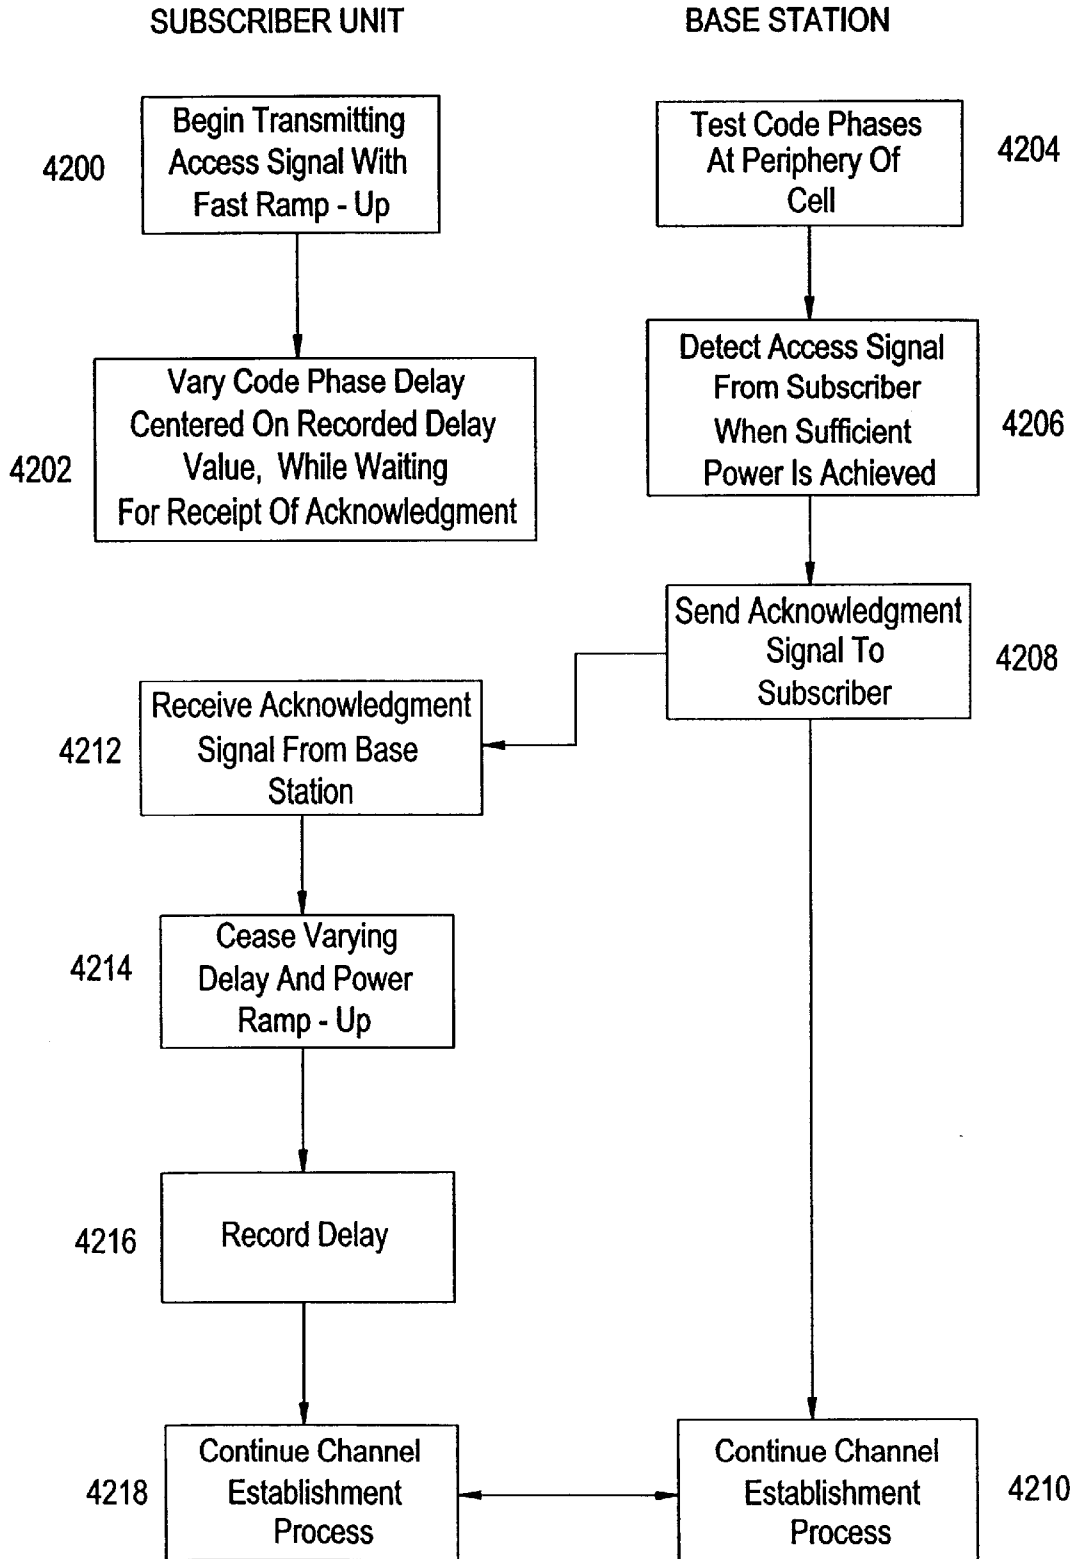 SUBSCRIBER UNIT
BASE STATION
Begin Transmitting
Access Signal With
Fast Ramp - Up
4200
Test Code Phases
At Periphery Of
Cell
4204
Vary Code Phase Delay
Centered On Recorded Delay
Value, While Waiting
For Receipt Of Acknowledgment
4202
Detect Access Signal
From Subscriber
When Sufficient
Power Is Achieved
4206
Send Acknowledgment
Signal To
Subscriber
4208
Receive Acknowledgment
Signal From Base
Station
4212
Cease Varying
Delay And Power
Ramp - Up
4214
Record Delay
4216
Continue Channel
Establishment
Process
4218
Continue Channel
Establishment
Process
4210